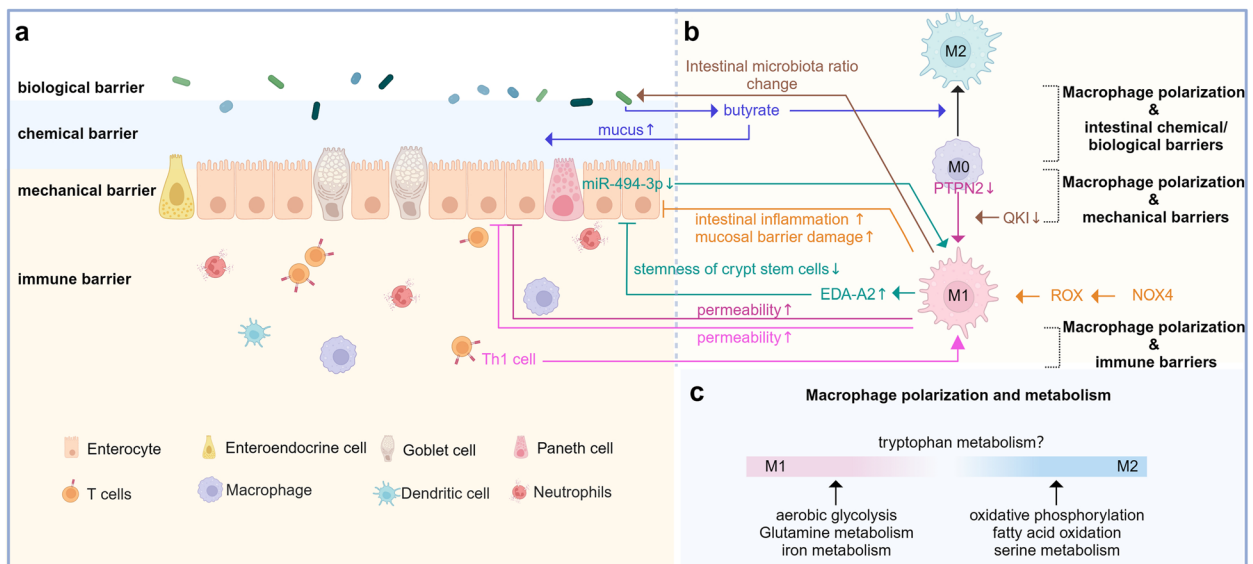 a
biological barrier
chemical barrier
mechanical barrier
immune barrier
mucus↑
miR-494-3p↓
Th1 cell
Enterocyte
Enteroendocrine cell
Goblet cell
Paneth cell
T cells
Macrophage
Dendritic cell
Neutrophils
b
M2
Intestinal microbiota ratio
change
butyrate
M0
PTPN2↓
QKI↓
intestinal inflammation ↑
mucosal barrier damage↑
stemness of crypt stem cells↓
EDA-A2↑
M1
ROX
NOX4
permeability↑
permeability↑
Macrophage polarization
&
intestinal chemical/
biological barriers
Macrophage polarization
&
mechanical barriers
Macrophage polarization
&
immune barriers
c
Macrophage polarization and metabolism
tryptophan metabolism?
M1
M2
aerobic glycolysis
Glutamine metabolism
iron metabolism
oxidative phosphorylation
fatty acid oxidation
serine metabolism